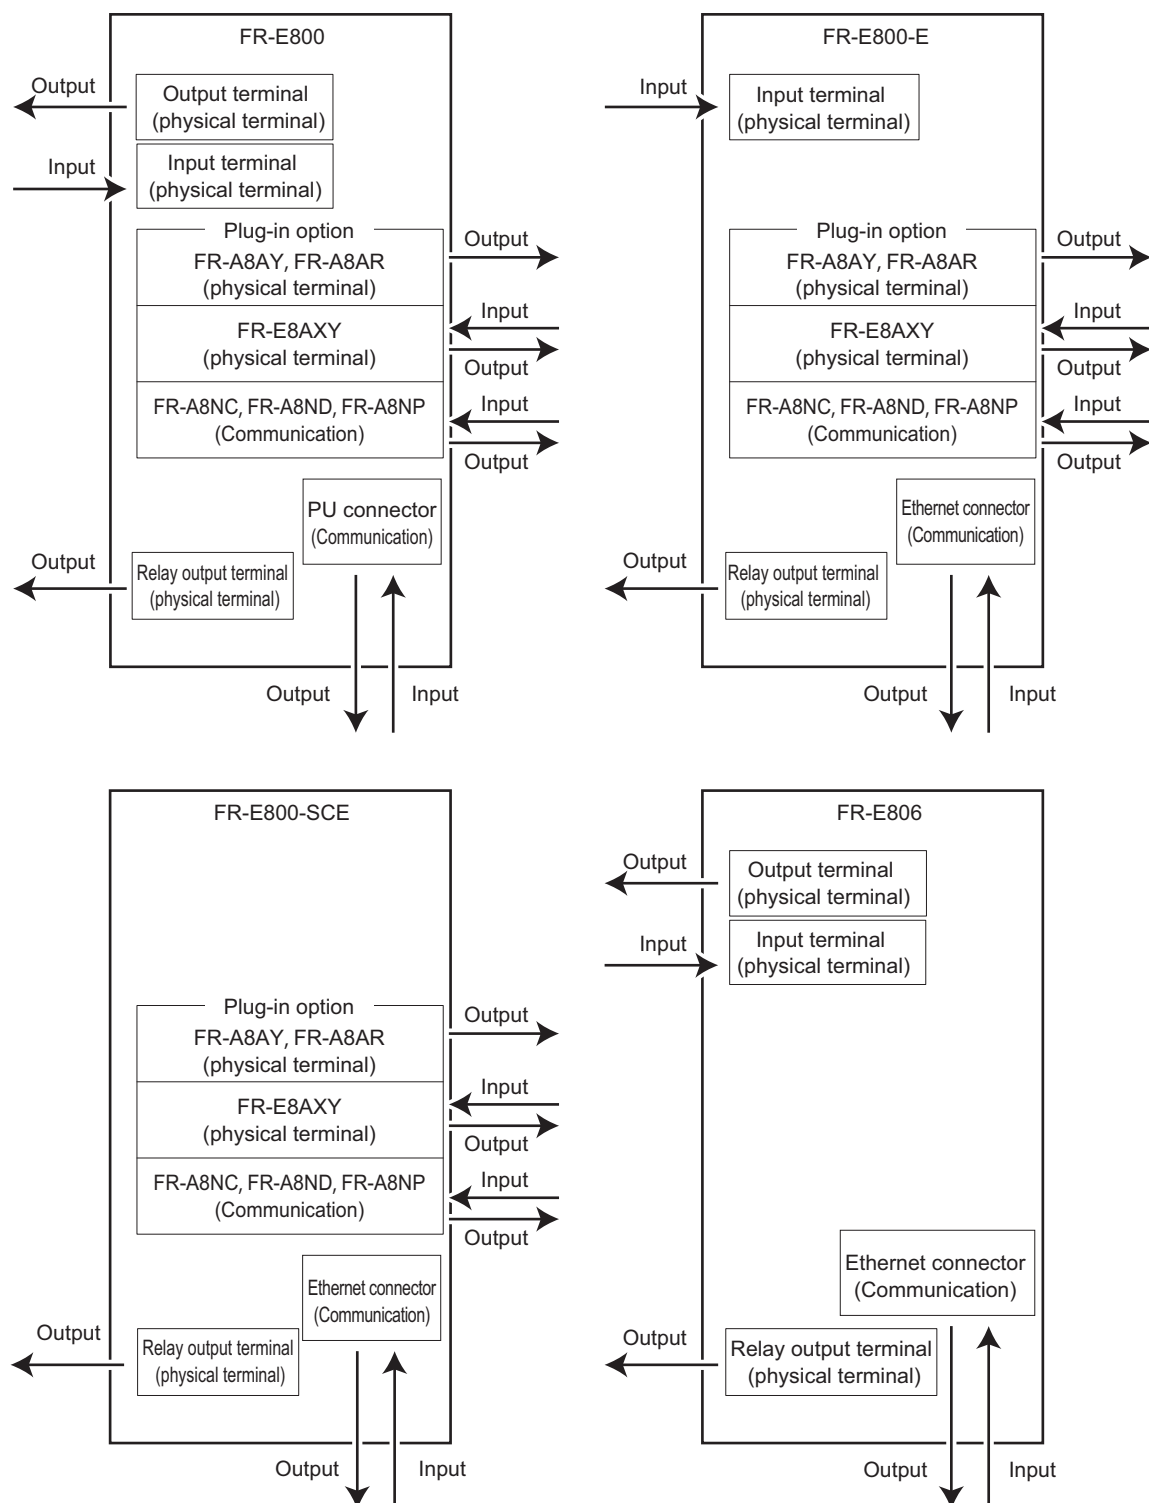 FR-E800
Output
Output terminal
(physical terminal)
Input
Input terminal
(physical terminal)
Plug-in option
FR-A8AY, FR-A8AR
(physical terminal)
Output
FR-E8AXY
(physical terminal)
Input
Output
FR-A8NC, FR-A8ND, FR-A8NP
(Communication)
Input
Output
PU connector
(Communication)
Output
Relay output terminal
(physical terminal)
Output
Input
FR-E800-E
Input
Input terminal
(physical terminal)
Plug-in option
FR-A8AY, FR-A8AR
(physical terminal)
Output
FR-E8AXY
(physical terminal)
Input
Output
FR-A8NC, FR-A8ND, FR-A8NP
(Communication)
Input
Output
Ethernet connector
(Communication)
Output
Relay output terminal
(physical terminal)
Output
Input
FR-E800-SCE
Plug-in option
FR-A8AY, FR-A8AR
(physical terminal)
Output
FR-E8AXY
(physical terminal)
Input
Output
FR-A8NC, FR-A8ND, FR-A8NP
(Communication)
Input
Output
Ethernet connector
(Communication)
Output
Relay output terminal
(physical terminal)
Output
Input
FR-E806
Output
Output terminal
(physical terminal)
Input
Input terminal
(physical terminal)
Ethernet connector
(Communication)
Output
Relay output terminal
(physical terminal)
Output
Input